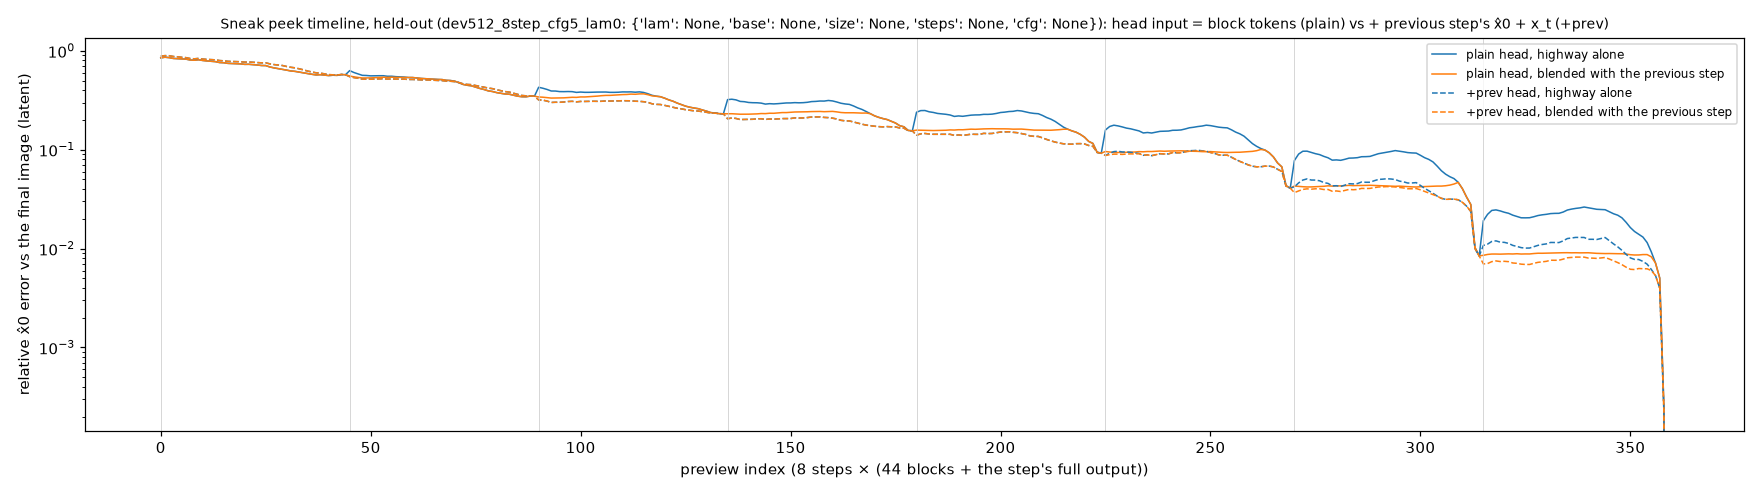 Sneak peek timeline, held-out (dev512_8step_cfg5_lam0: {'lam': None, 'base': None, 'size': None, 'steps': None, 'cfg': None}): head input = block tokens (plain) vs + previous step's x̂0 + x_t (+prev)
plain head, highway alone
plain head, blended with the previous step
+prev head, highway alone
+prev head, blended with the previous step
relative x̂0 error vs the final image (latent)
10⁰
10⁻¹
10⁻²
10⁻³
0 50 100 150 200 250 300 350
preview index (8 steps × (44 blocks + the step's full output))